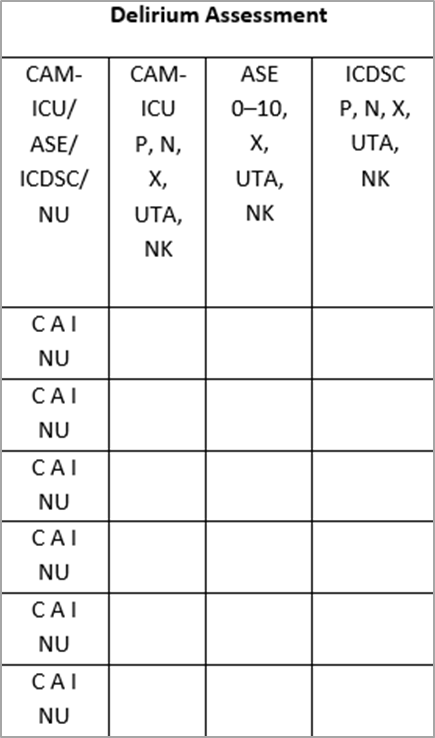 Delirium Assessment
CAM-
ICU/
ASE/
ICDSC/
NU
CAM-
ICU
P, N,
X,
UTA,
NK
ASE
0–10,
X,
UTA,
NK
ICDSC
P, N, X,
UTA,
NK
C A I
NU
C A I
NU
C A I
NU
C A I
NU
C A I
NU
C A I
NU